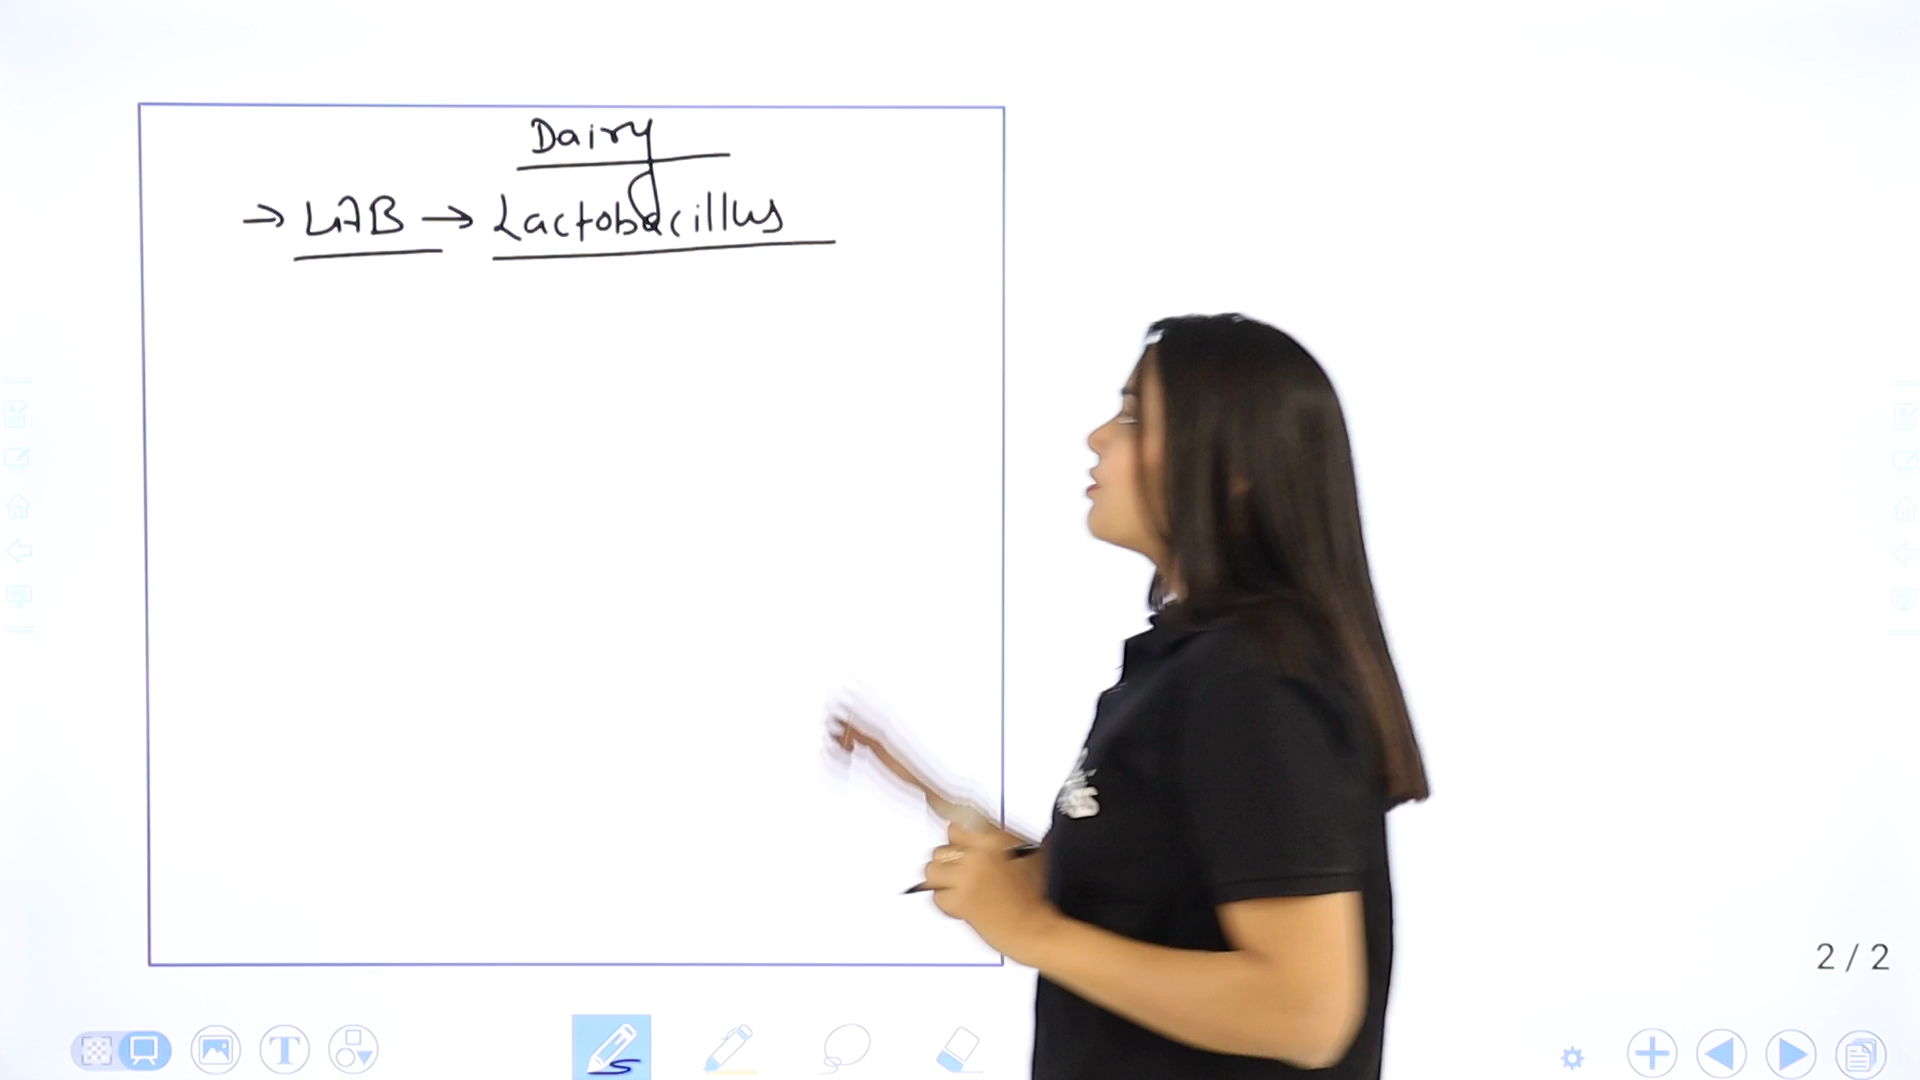 Dairy
→ LAB → Lactobacillus
2 / 2
T